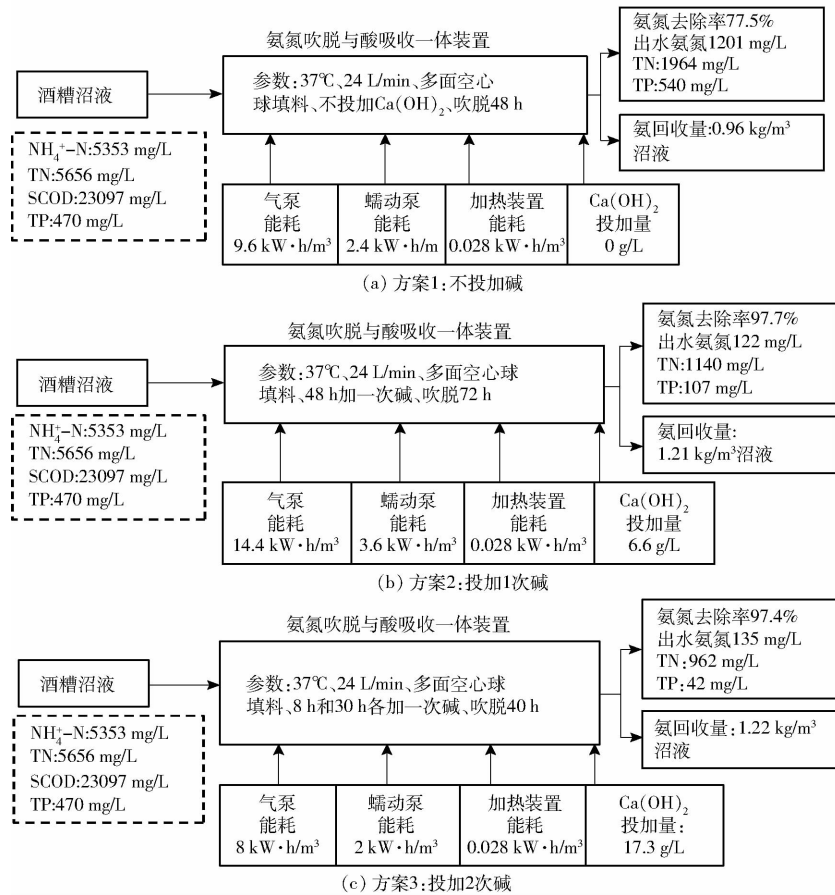 氨氮吹脱与酸吸收一体装置
酒糟沼液
NH₄⁺-N:5353 mg/L
TN:5656 mg/L
SCOD:23097 mg/L
TP:470 mg/L
参数:37℃、24 L/min、多面空心
球填料、不投加Ca(OH)₂、吹脱48 h
氨氮去除率77.5%
出水氨氮1201 mg/L
TN:1964 mg/L
TP:540 mg/L
氨回收量:0.96 kg/m³
沼液
气泵
能耗
9.6 kW·h/m³
蠕动泵
能耗
2.4 kW·h/m
加热装置
能耗
0.028 kW·h/m³
Ca(OH)₂
投加量
0 g/L
(a) 方案1:不投加碱
氨氮吹脱与酸吸收一体装置
酒糟沼液
NH₄⁺-N:5353 mg/L
TN:5656 mg/L
SCOD:23097 mg/L
TP:470 mg/L
参数:37℃、24 L/min、多面空心球
填料、48 h加一次碱、吹脱72 h
氨氮去除率97.7%
出水氨氮122 mg/L
TN:1140 mg/L
TP:107 mg/L
氨回收量:
1.21 kg/m³沼液
气泵
能耗
14.4 kW·h/m³
蠕动泵
能耗
3.6 kW·h/m³
加热装置
能耗
0.028 kW·h/m³
Ca(OH)₂
投加量
6.6 g/L
(b) 方案2:投加1次碱
氨氮吹脱与酸吸收一体装置
酒糟沼液
NH₄⁺-N:5353 mg/L
TN:5656 mg/L
SCOD:23097 mg/L
TP:470 mg/L
参数:37℃、24 L/min、多面空心球
填料、8 h和30 h各加一次碱、吹脱40 h
氨氮去除率97.4%
出水氨氮135 mg/L
TN:962 mg/L
TP:42 mg/L
氨回收量:1.22 kg/m³
沼液
气泵
能耗
8 kW·h/m³
蠕动泵
能耗
2 kW·h/m³
加热装置
能耗
0.028 kW·h/m³
Ca(OH)₂
投加量:
17.3 g/L
(c) 方案3:投加2次碱